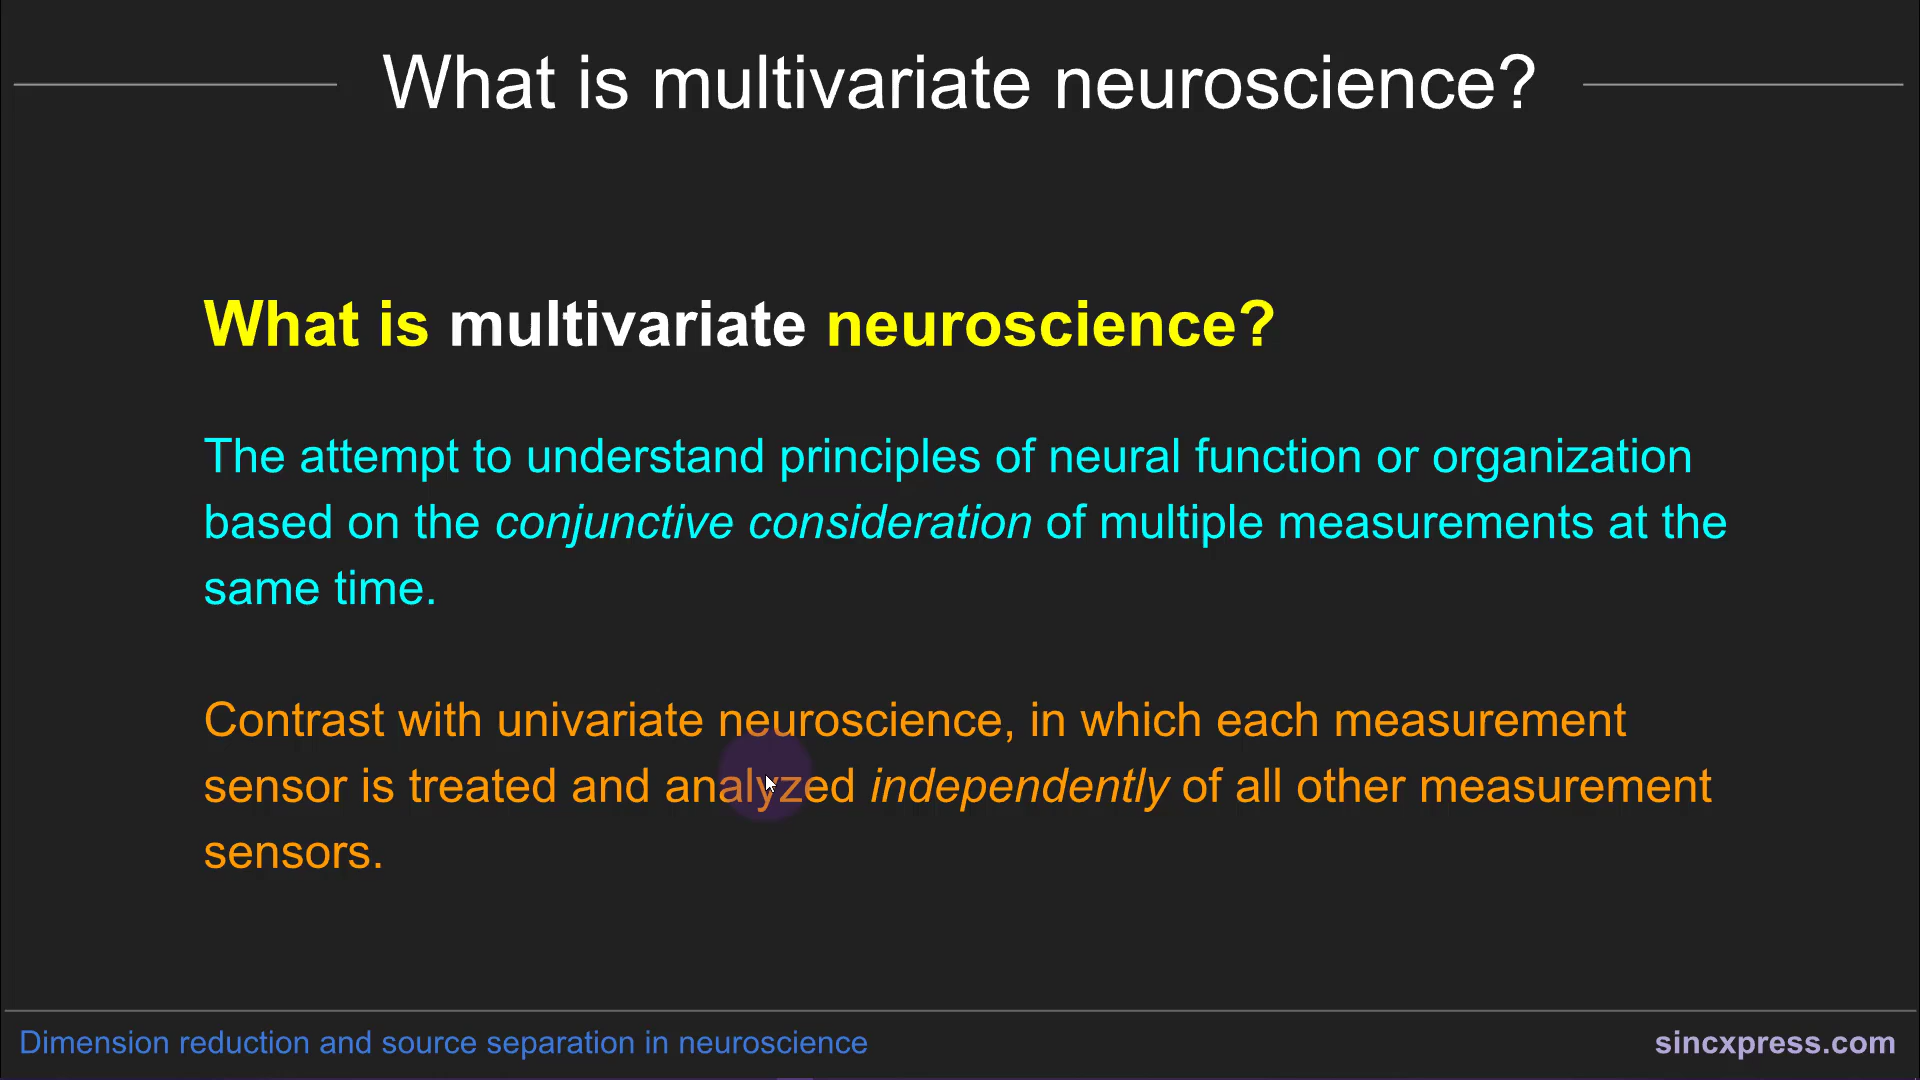 What is multivariate neuroscience?
What is multivariate neuroscience?
The attempt to understand principles of neural function or organization
based on the conjunctive consideration of multiple measurements at the
same time.
Contrast with univariate neuroscience, in which each measurement
sensor is treated and analyzed independently of all other measurement
sensors.
Dimension reduction and source separation in neuroscience
sincxpress.com